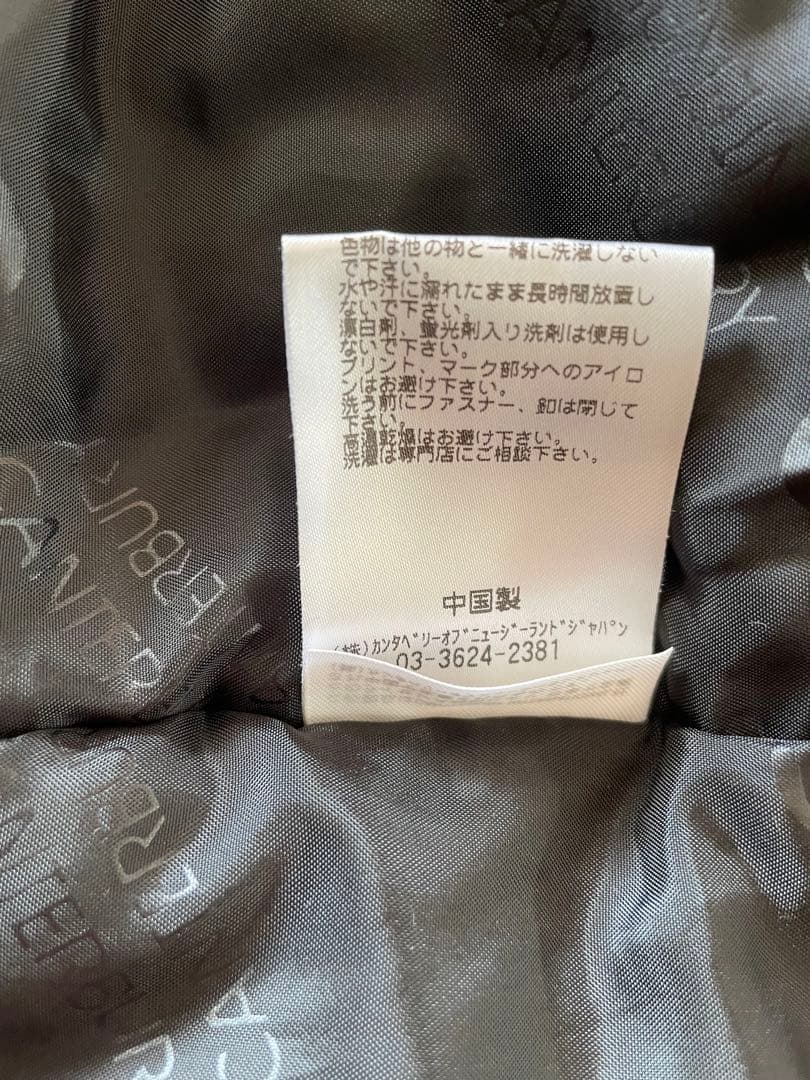 色物は他の物と一緒に洗濯しない
で下さい。
水や汗に濡れたまま長時間放置し
ないで下さい。
漂白剤、蛍光剤入り洗剤は使用し
ないで下さい。
プリント、マーク部分へのアイロ
ンはお避け下さい。
洗う前にファスナー、釦は閉じて
下さい。
高温乾燥はお避け下さい。
洗濯は専門店にご相談下さい。
中国製
(株)カンタベリーオブニュージーランドジャパン
03-3624-2381
CANTER
ERBUR
NTERBUR